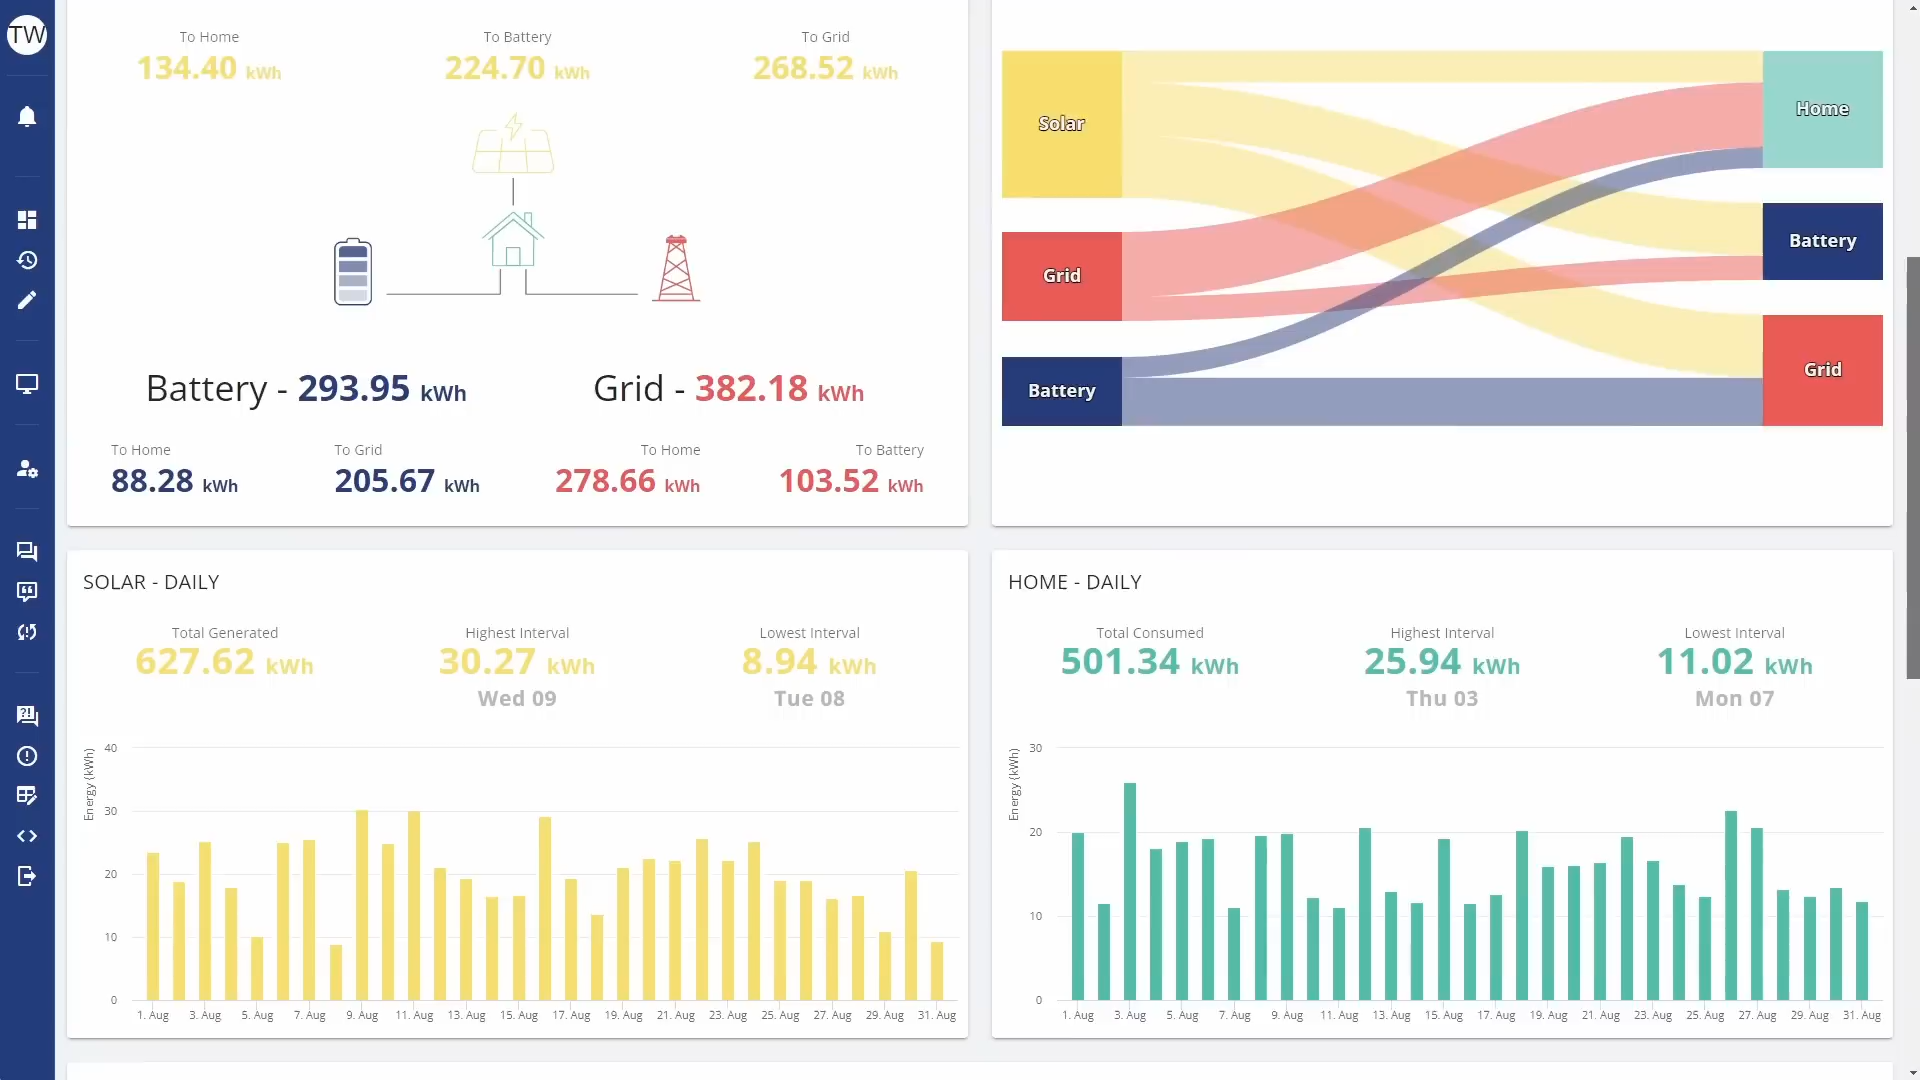 TW
To Home
To Battery
To Grid
134.40 kWh
224.70 kWh
268.52 kWh
Battery - 293.95 kWh
Grid - 382.18 kWh
To Home
To Grid
To Home
To Battery
88.28 kWh
205.67 kWh
278.66 kWh
103.52 kWh
Solar
Grid
Battery
Home
Battery
Grid
SOLAR - DAILY
Total Generated
Highest Interval
Lowest Interval
627.62 kWh
30.27 kWh
8.94 kWh
Wed 09
Tue 08
Energy (kWh)
40
30
20
10
0
1. Aug
3. Aug
5. Aug
7. Aug
9. Aug
11. Aug
13. Aug
15. Aug
17. Aug
19. Aug
21. Aug
23. Aug
25. Aug
27. Aug
29. Aug
31. Aug
HOME - DAILY
Total Consumed
Highest Interval
Lowest Interval
501.34 kWh
25.94 kWh
11.02 kWh
Thu 03
Mon 07
Energy (kWh)
30
20
10
0
1. Aug
3. Aug
5. Aug
7. Aug
9. Aug
11. Aug
13. Aug
15. Aug
17. Aug
19. Aug
21. Aug
23. Aug
25. Aug
27. Aug
29. Aug
31. Aug